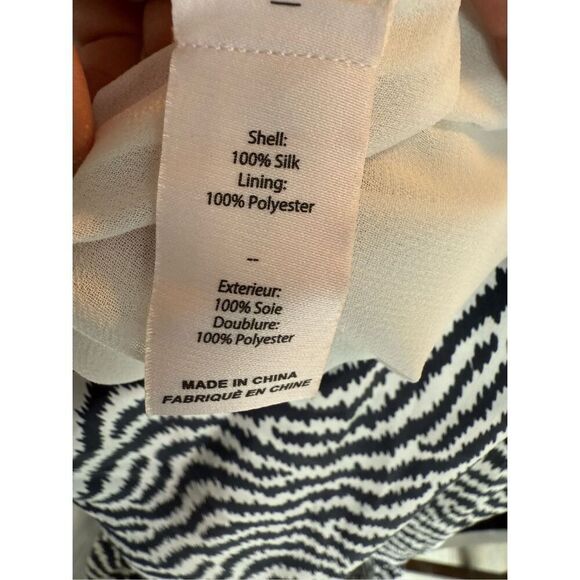 Shell:
100% Silk
Lining:
100% Polyester
--
Exterieur:
100% Soie
Doublure:
100% Polyester
MADE IN CHINA
FABRIQUÉ EN CHINE